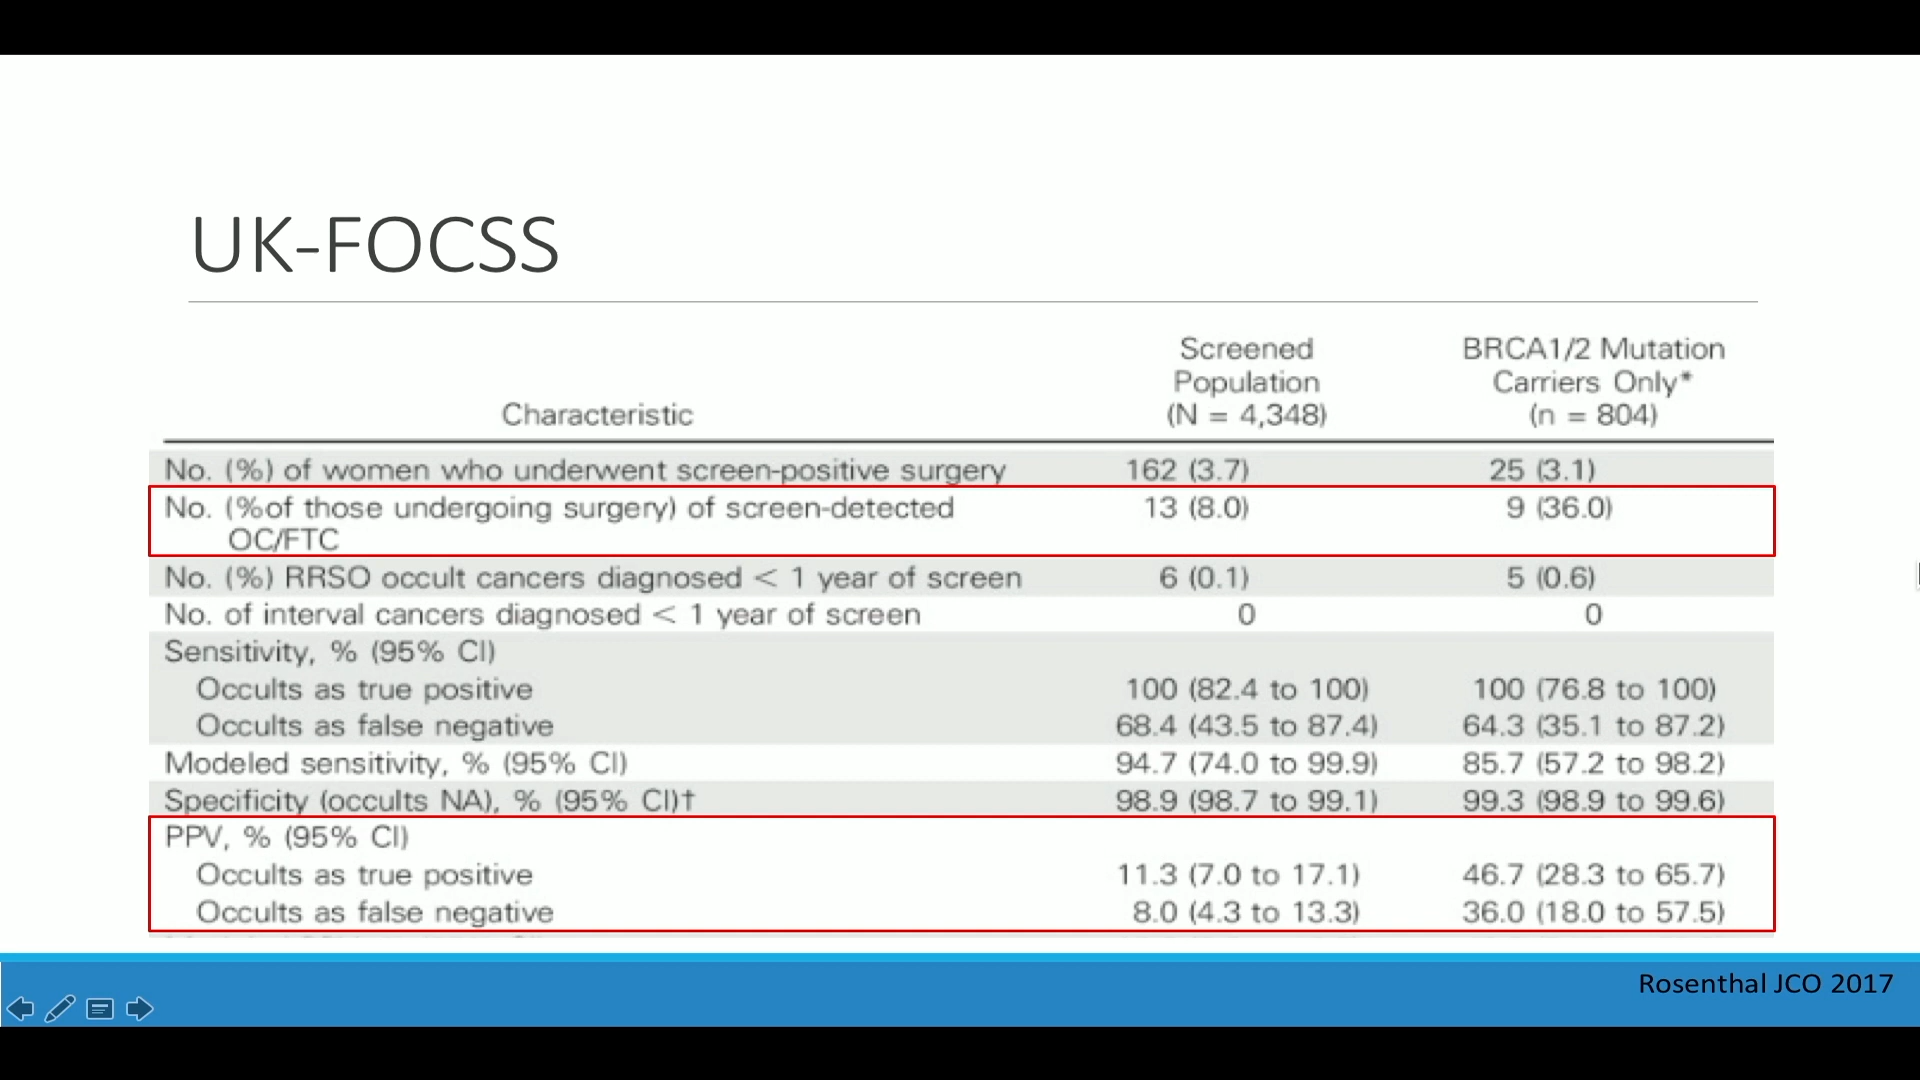 UK-FOCSS
Characteristic
Screened
Population
(N = 4,348)
BRCA1/2 Mutation
Carriers Only*
(n = 804)
No. (%) of women who underwent screen-positive surgery 162 (3.7) 25 (3.1)
No. (%of those undergoing surgery) of screen-detected 13 (8.0) 9 (36.0)
OC/FTC
No. (%) RRSO occult cancers diagnosed < 1 year of screen 6 (0.1) 5 (0.6)
No. of interval cancers diagnosed < 1 year of screen 0 0
Sensitivity, % (95% CI)
Occults as true positive 100 (82.4 to 100) 100 (76.8 to 100)
Occults as false negative 68.4 (43.5 to 87.4) 64.3 (35.1 to 87.2)
Modeled sensitivity, % (95% CI) 94.7 (74.0 to 99.9) 85.7 (57.2 to 98.2)
Specificity (occults NA), % (95% CI)† 98.9 (98.7 to 99.1) 99.3 (98.9 to 99.6)
PPV, % (95% CI)
Occults as true positive 11.3 (7.0 to 17.1) 46.7 (28.3 to 65.7)
Occults as false negative 8.0 (4.3 to 13.3) 36.0 (18.0 to 57.5)
Rosenthal JCO 2017